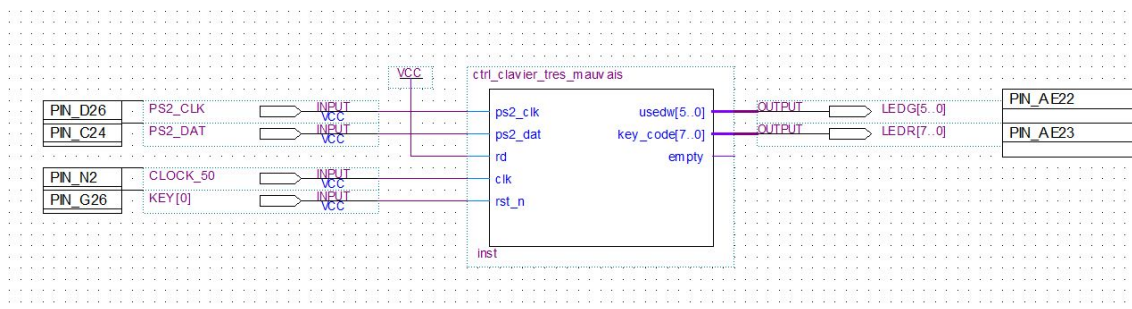 VCC
ctrl_clavier_tres_mauvais
PIN_D26 PS2_CLK INPUT VCC ps2_clk usedw[5..0] OUTPUT LEDG[5..0] PIN_AE22
PIN_C24 PS2_DAT INPUT VCC ps2_dat key_code[7..0] OUTPUT LEDR[7..0] PIN_AE23
rd empty
PIN_N2 CLOCK_50 INPUT VCC clk
PIN_G26 KEY[0] INPUT VCC rst_n
inst